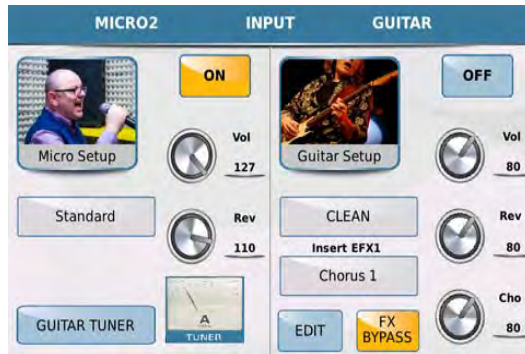 MICRO2 INPUT GUITAR
ON
OFF
Micro Setup
Vol
127
Guitar Setup
Vol
80
Standard
Rev
110
CLEAN
Rev
80
Insert EFX1
Chorus 1
A
TUNER
GUITAR TUNER
EDIT
FX
BYPASS
Cho
80